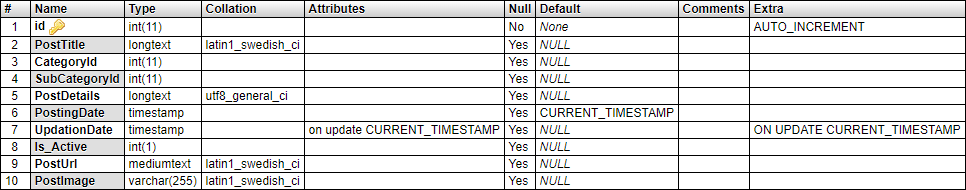 # Name Type Collation Attributes Null Default Comments Extra
1 id int(11) No None AUTO_INCREMENT
2 PostTitle longtext latin1_swedish_ci Yes NULL
3 CategoryId int(11) Yes NULL
4 SubCategoryId int(11) Yes NULL
5 PostDetails longtext utf8_general_ci Yes NULL
6 PostingDate timestamp Yes CURRENT_TIMESTAMP
7 UpdationDate timestamp on update CURRENT_TIMESTAMP Yes NULL ON UPDATE CURRENT_TIMESTAMP
8 Is_Active int(1) Yes NULL
9 PostUrl mediumtext latin1_swedish_ci Yes NULL
10 PostImage varchar(255) latin1_swedish_ci Yes NULL